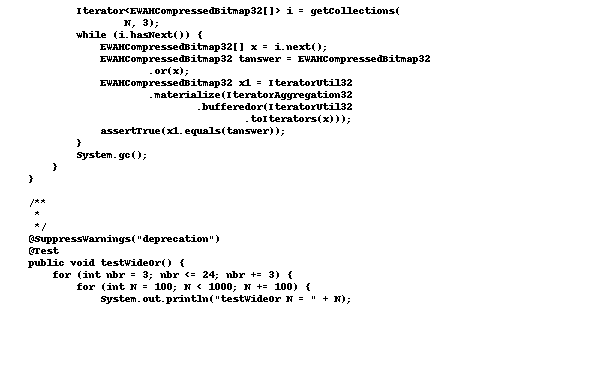 Iterator<EWAHCompressedBitmap32[]> i = getCollections(
N, 3);
while (i.hasNext()) {
EWAHCompressedBitmap32[] x = i.next();
EWAHCompressedBitmap32 tanswer = EWAHCompressedBitmap32
.or(x);
EWAHCompressedBitmap32 x1 = IteratorUtil32
.materialize(IteratorAggregation32
.bufferedor(IteratorUtil32
.toIterators(x)));
assertTrue(x1.equals(tanswer));
}
System.gc();
}
}
/**
*
*/
@SuppressWarnings("deprecation")
@Test
public void testWideOr() {
for (int nbr = 3; nbr <= 24; nbr += 3) {
for (int N = 100; N < 1000; N += 100) {
System.out.println("testWideOr N = " + N);